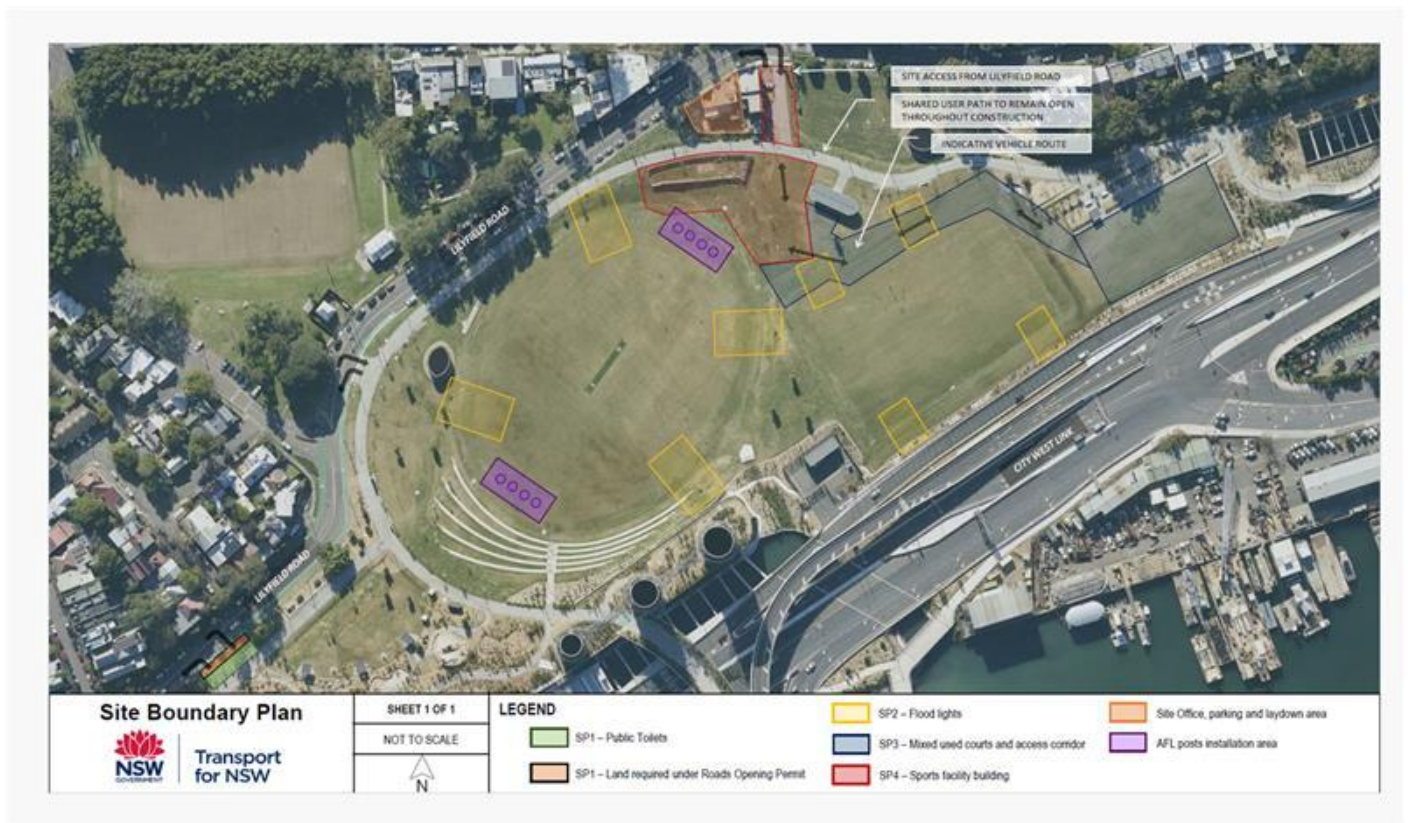 SITE ACCESS FROM LILYFIELD ROAD
SHARED USER PATH TO REMAIN OPEN
THROUGHOUT CONSTRUCTION
INDICATIVE VEHICLE ROUTE
LILYFIELD ROAD
CITY WEST LINK
LILYFIELD ROAD
Site Boundary Plan
NSW
GOVERNMENT
Transport
for NSW
SHEET 1 OF 1
NOT TO SCALE
N
LEGEND
SP1 – Public Toilets
SP1 – Land required under Roads Opening Permit
SP2 – Flood lights
SP3 – Mixed used courts and access corridor
SP4 – Sports facility building
Site Office, parking and laydown area
AFL posts installation area